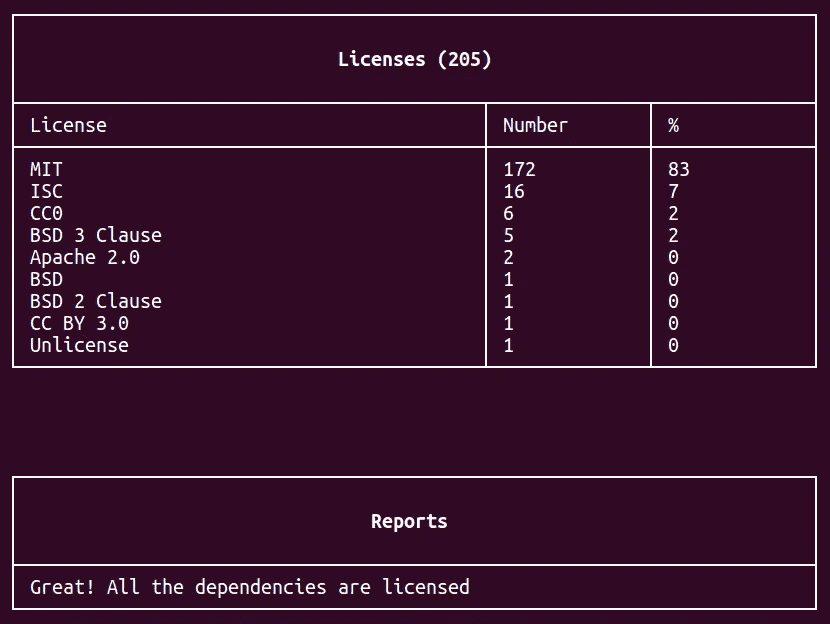 Licenses (205)
License Number %
MIT 172 83
ISC 16 7
CC0 6 2
BSD 3 Clause 5 2
Apache 2.0 2 0
BSD 1 0
BSD 2 Clause 1 0
CC BY 3.0 1 0
Unlicense 1 0
Reports
Great! All the dependencies are licensed